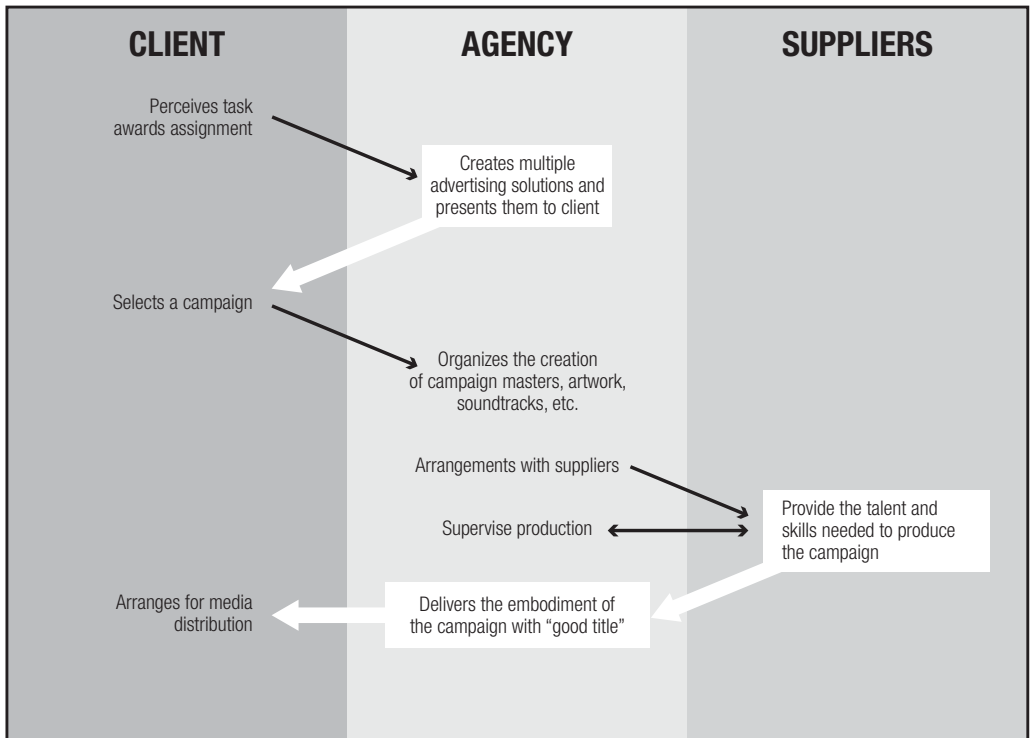 CLIENT
AGENCY
SUPPLIERS
Perceives task
awards assignment
Creates multiple
advertising solutions and
presents them to client
Selects a campaign
Organizes the creation
of campaign masters, artwork,
soundtracks, etc.
Arrangements with suppliers
Supervise production
Provide the talent and
skills needed to produce
the campaign
Delivers the embodiment of
the campaign with “good title”
Arranges for media
distribution